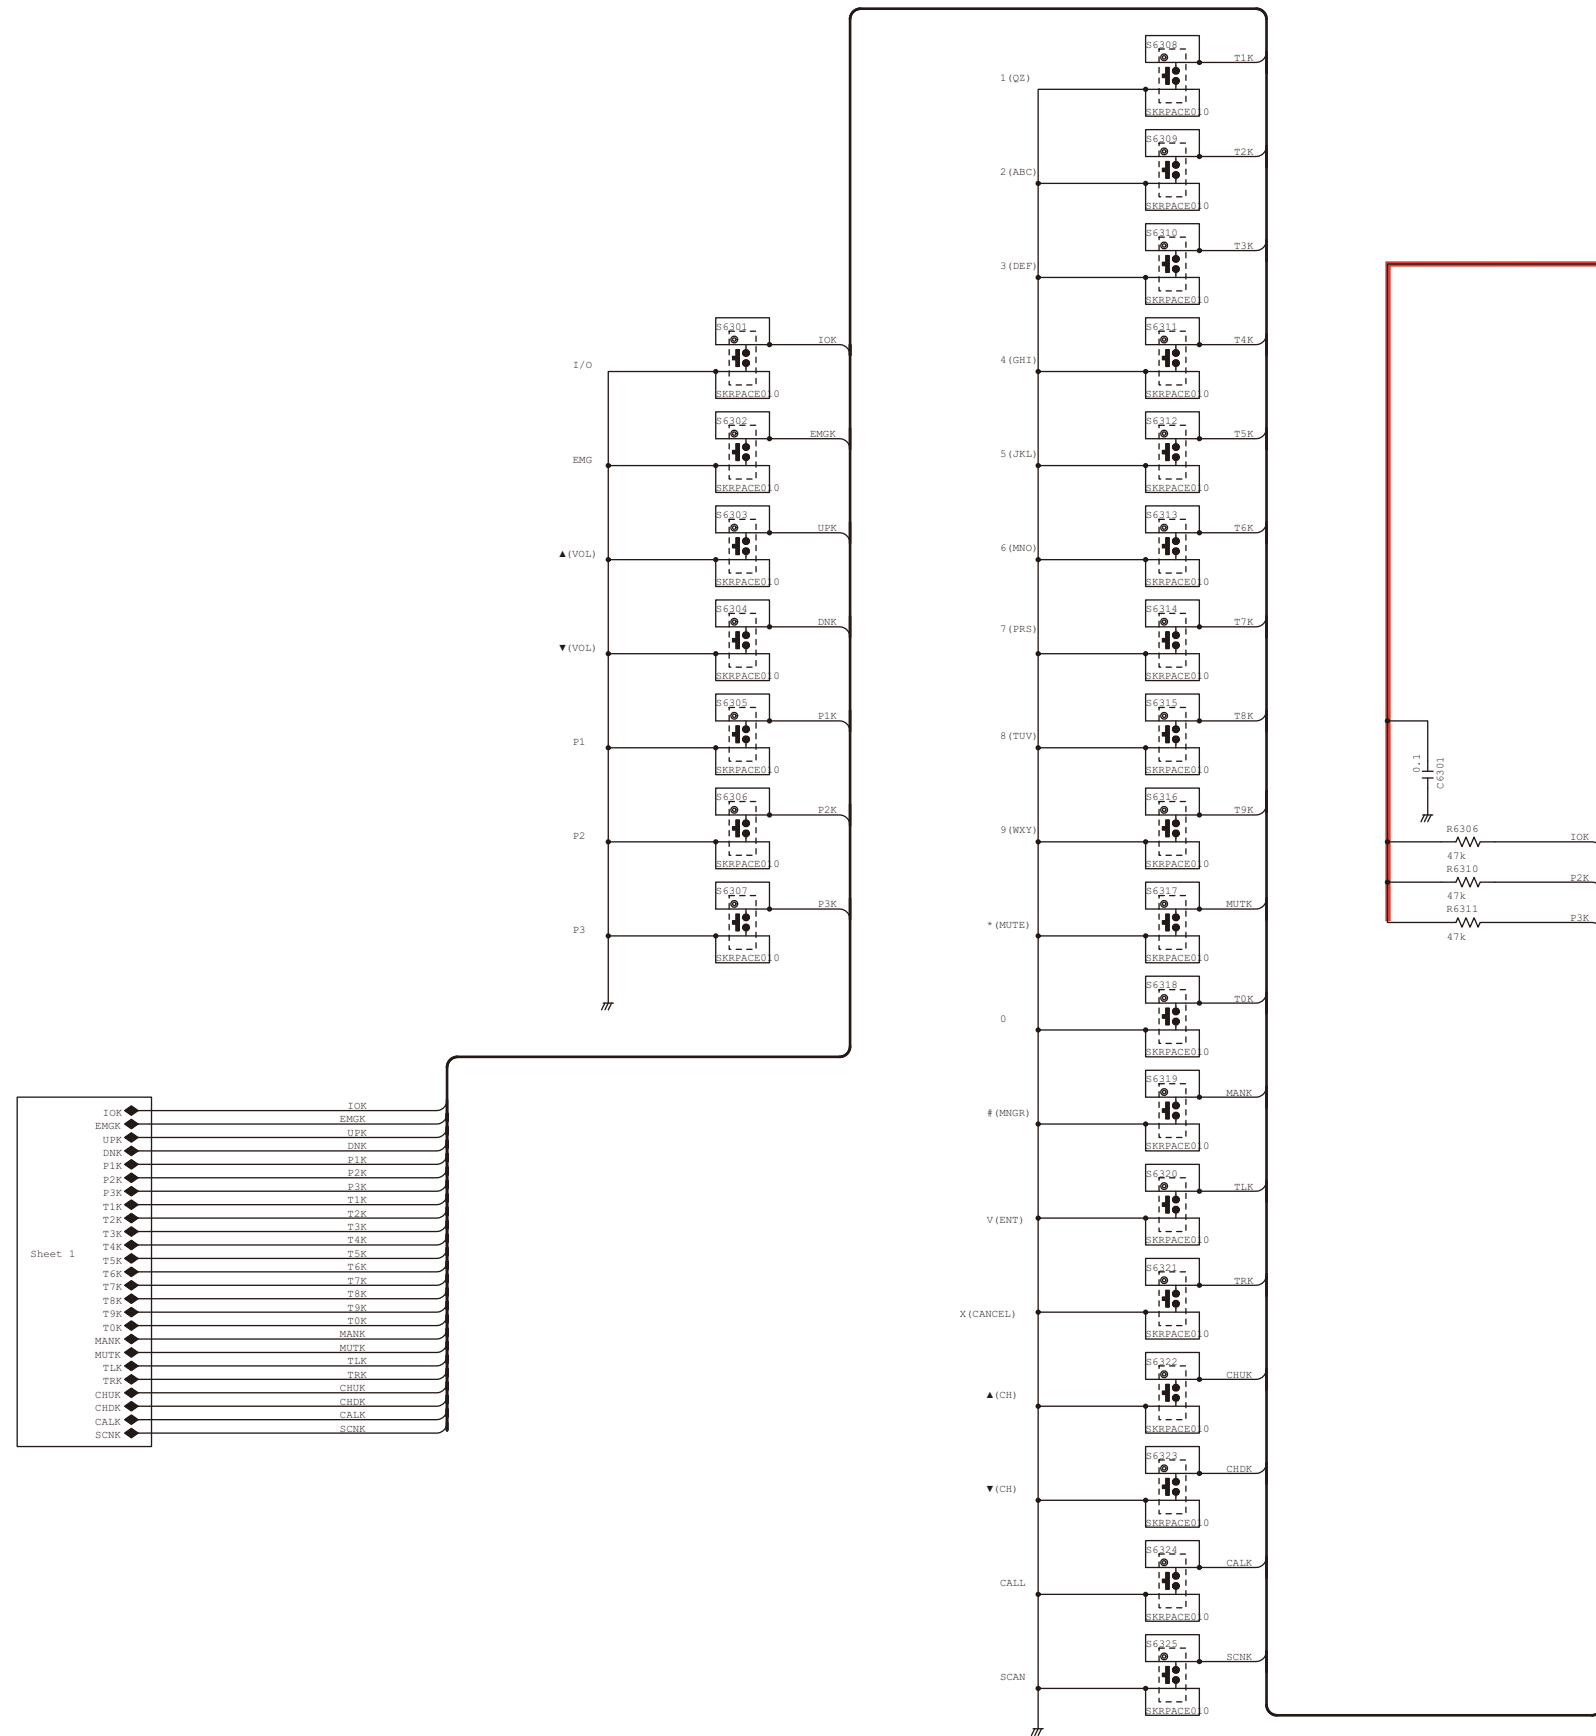 S6308
T1K
1(QZ)
SKRPACE010
S6309
T2K
2(ABC)
SKRPACE010
S6310
T3K
3(DEF)
SKRPACE010
S6311
T4K
4(GHI)
SKRPACE010
S6312
T5K
5(JKL)
SKRPACE010
S6313
T6K
6(MNO)
SKRPACE010
S6314
T7K
7(PRS)
SKRPACE010
S6315
T8K
8(TUV)
SKRPACE010
S6316
T9K
9(WXY)
SKRPACE010
S6317
MUTK
*(MUTE)
SKRPACE010
S6318
T0K
0
SKRPACE010
S6319
MANK
#(MNGR)
SKRPACE010
S6320
TLK
V(ENT)
SKRPACE010
S6321
TRK
X(CANCEL)
SKRPACE010
S6322
CHUK
▲(CH)
SKRPACE010
S6323
CHDK
▼(CH)
SKRPACE010
S6324
CALK
CALL
SKRPACE010
S6325
SCNK
SCAN
SKRPACE010
S6301
IOK
I/O
SKRPACE010
S6302
EMGK
EMG
SKRPACE010
S6303
UPK
▲(VOL)
SKRPACE010
S6304
DNK
▼(VOL)
SKRPACE010
S6305
P1K
P1
SKRPACE010
S6306
P2K
P2
SKRPACE010
S6307
P3K
P3
SKRPACE010
0.1
C6301
R6306
IOK
47k
R6310
P2K
47k
R6311
P3K
47k
Sheet 1
IOK IOK
EMGK EMGK
UPK UPK
DNK DNK
P1K P1K
P2K P2K
P3K P3K
T1K T1K
T2K T2K
T3K T3K
T4K T4K
T5K T5K
T6K T6K
T7K T7K
T8K T8K
T9K T9K
T0K T0K
MANK MANK
MUTK MUTK
TLK TLK
TRK TRK
CHUK CHUK
CHDK CHDK
CALK CALK
SCNK SCNK